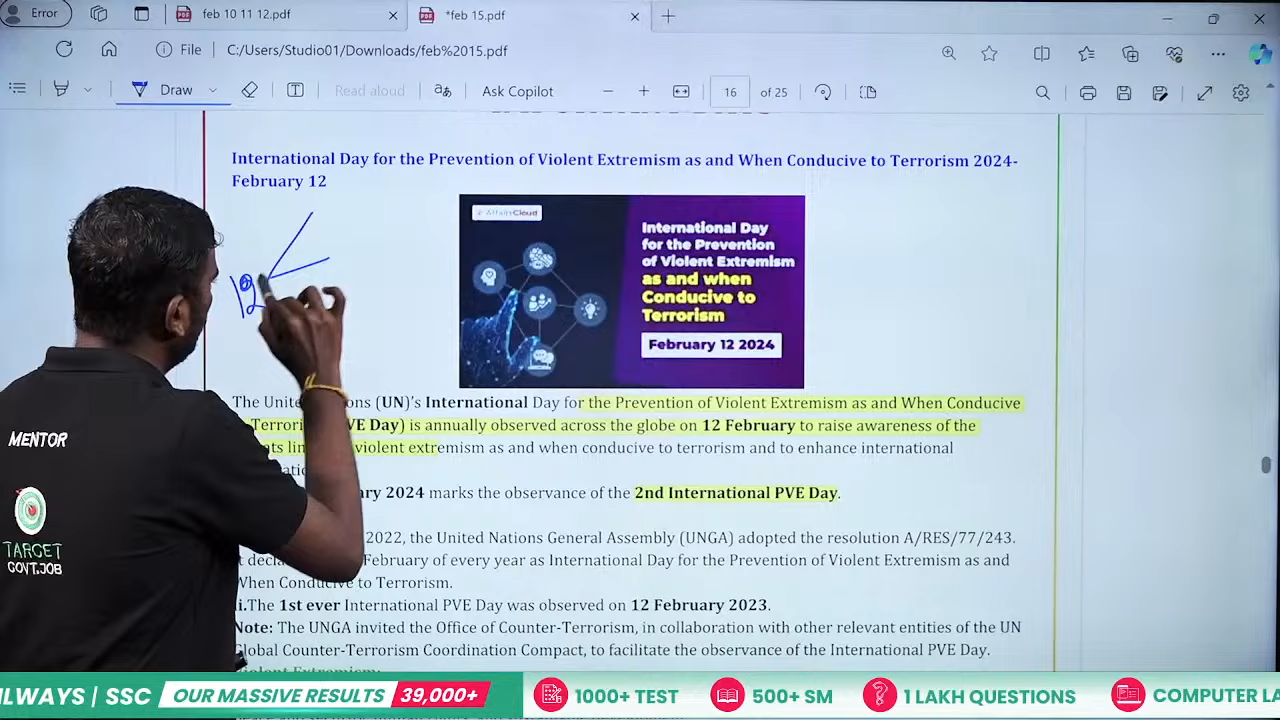 Error
feb 10 11 12.pdf
*feb 15.pdf
File
C:/Users/Studio01/Downloads/feb%2015.pdf
Draw
Read aloud
Ask Copilot
16
of 25
International Day for the Prevention of Violent Extremism as and When Conducive to Terrorism 2024-
February 12
AffairsCloud
International Day
for the Prevention
of Violent Extremism
as and when
Conducive to
Terrorism
February 12 2024
12
The United Nations (UN)'s International Day for the Prevention of Violent Extremism as and When Conducive
Terrori VE Day) is annually observed across the globe on 12 February to raise awareness of the
violent extremism as and when conducive to terrorism and to enhance international
ry 2024 marks the observance of the 2nd International PVE Day.
2022, the United Nations General Assembly (UNGA) adopted the resolution A/RES/77/243.
t decla February of every year as International Day for the Prevention of Violent Extremism as and
When Conducive to Terrorism.
ii.The 1st ever International PVE Day was observed on 12 February 2023.
Note: The UNGA invited the Office of Counter-Terrorism, in collaboration with other relevant entities of the UN
Global Counter-Terrorism Coordination Compact, to facilitate the observance of the International PVE Day.
Violent Extremism:
MENTOR
TARGET
GOVT.JOB
ILWAYS | SSC
OUR MASSIVE RESULTS
39,000+
1000+ TEST
500+ SM
1 LAKH QUESTIONS
COMPUTER LA